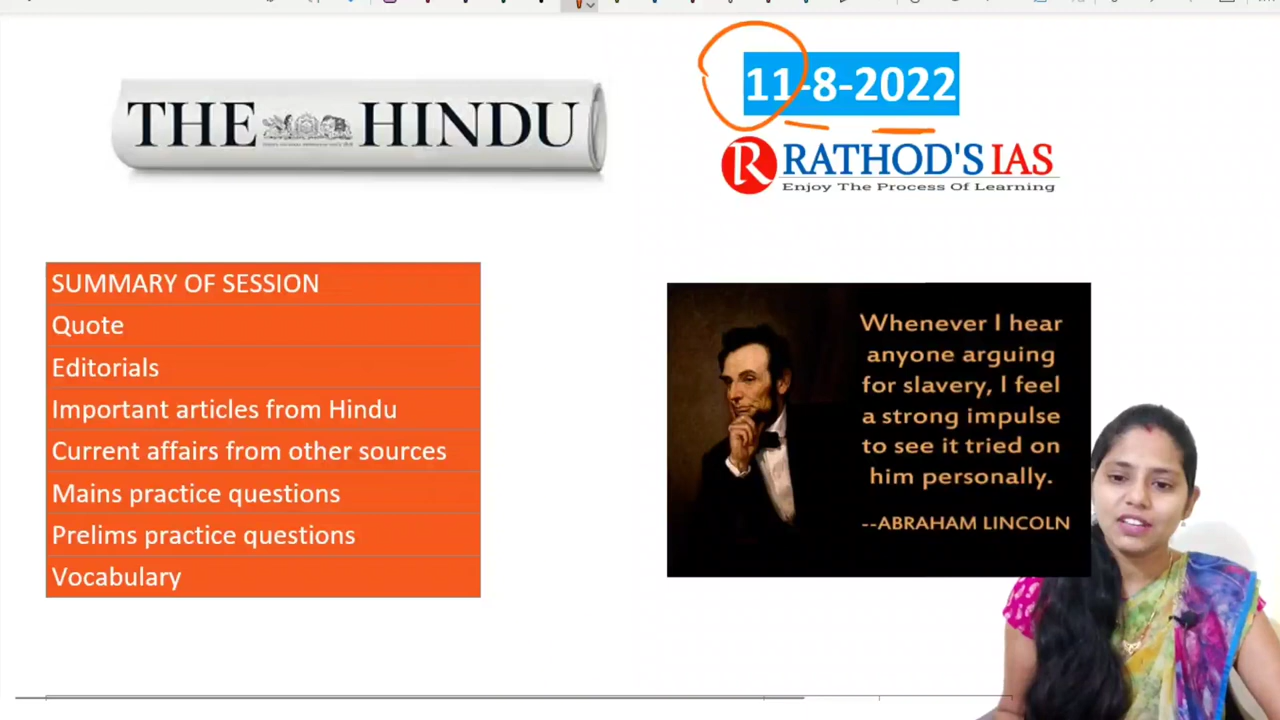 THE HINDU
11-8-2022
R RATHOD'S IAS
Enjoy The Process Of Learning
SUMMARY OF SESSION
Quote
Editorials
Important articles from Hindu
Current affairs from other sources
Mains practice questions
Prelims practice questions
Vocabulary
Whenever I hear
anyone arguing
for slavery, I feel
a strong impulse
to see it tried on
him personally.
--ABRAHAM LINCOLN